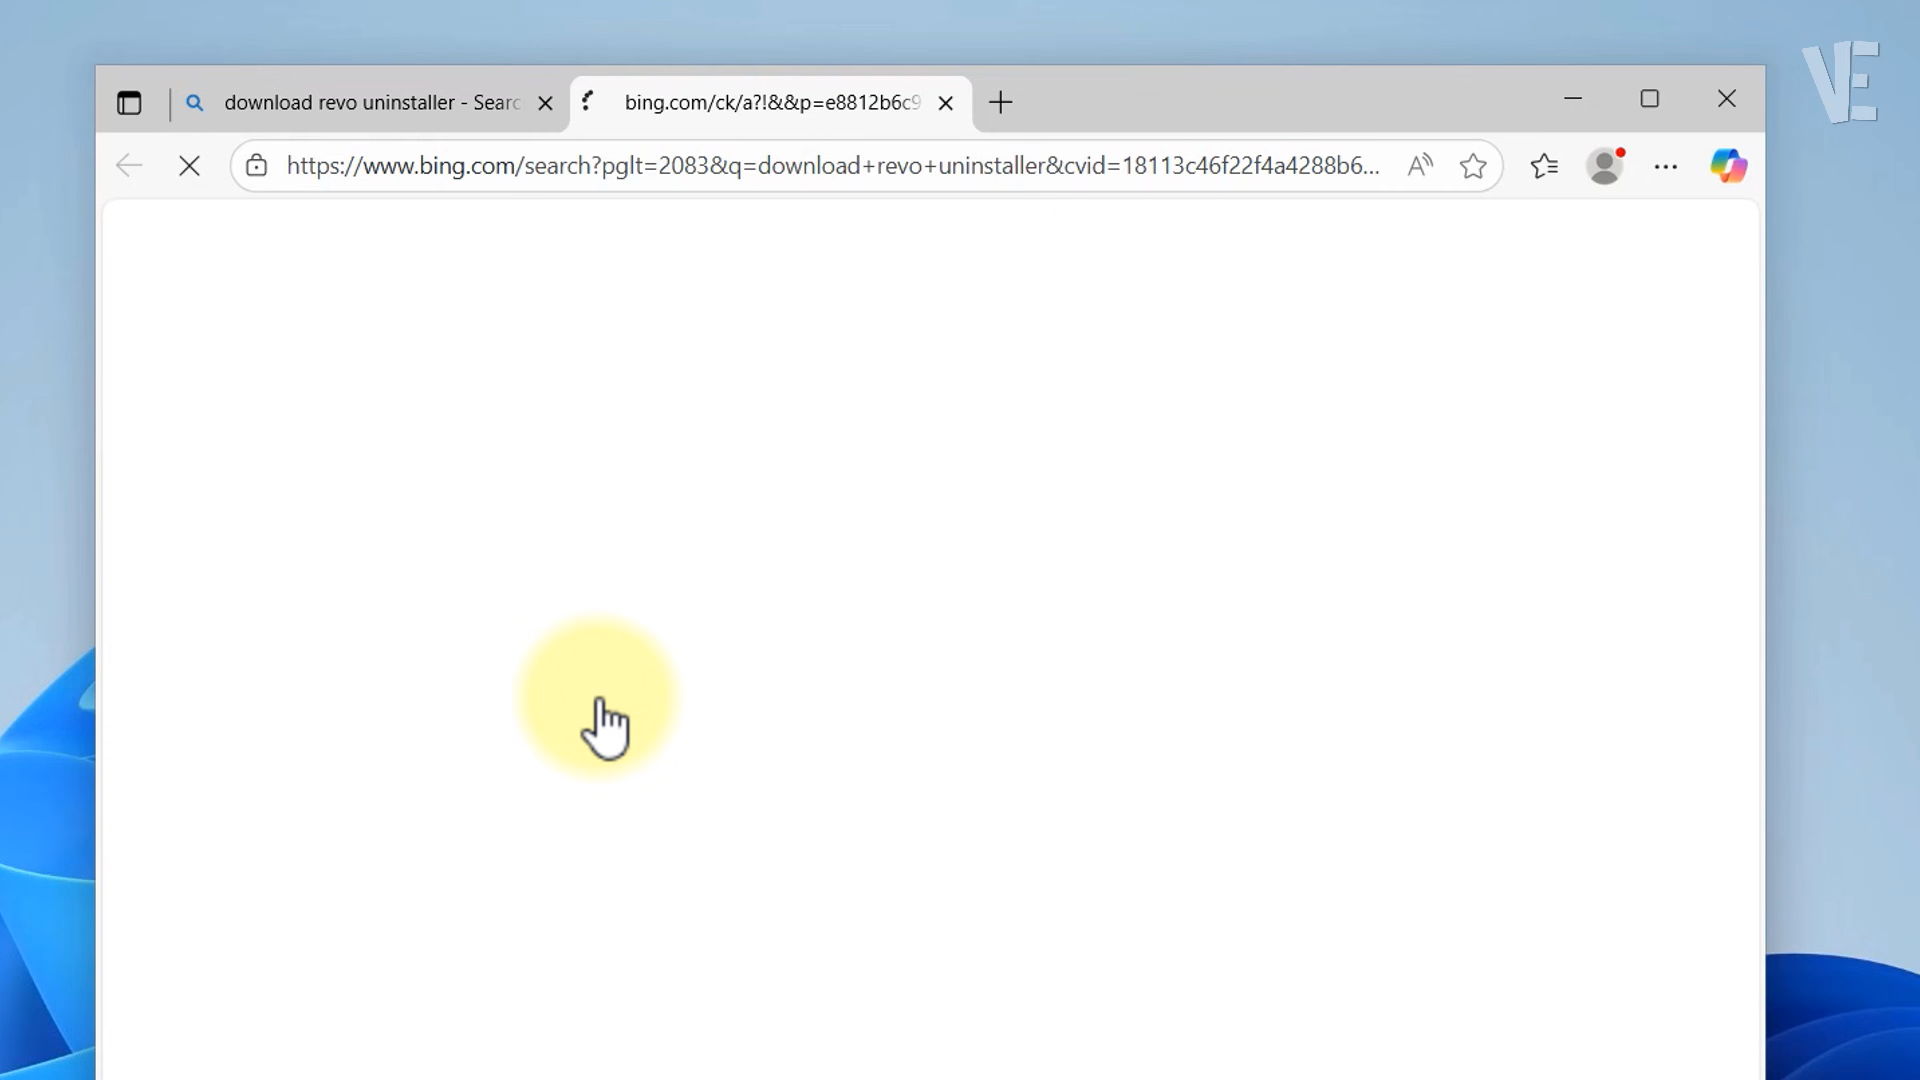 download revo uninstaller - Searc
bing.com/ck/a?!&&p=e8812b6c9
https://www.bing.com/search?pglt=2083&q=download+revo+uninstaller&cvid=18113c46f22f4a4288b6...
VE